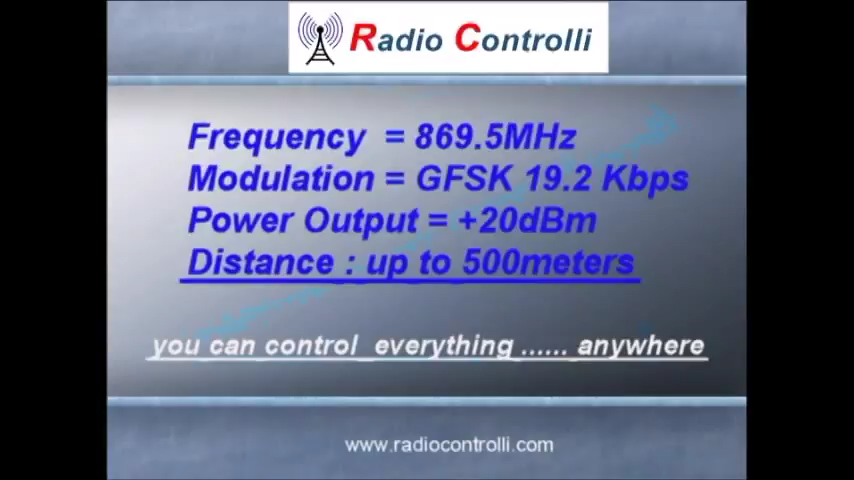 Radio Controlli
Frequency = 869.5MHz
Modulation = GFSK 19.2 Kbps
Power Output = +20dBm
Distance : up to 500meters
you can control everything ...... anywhere
www.radiocontrolli.com